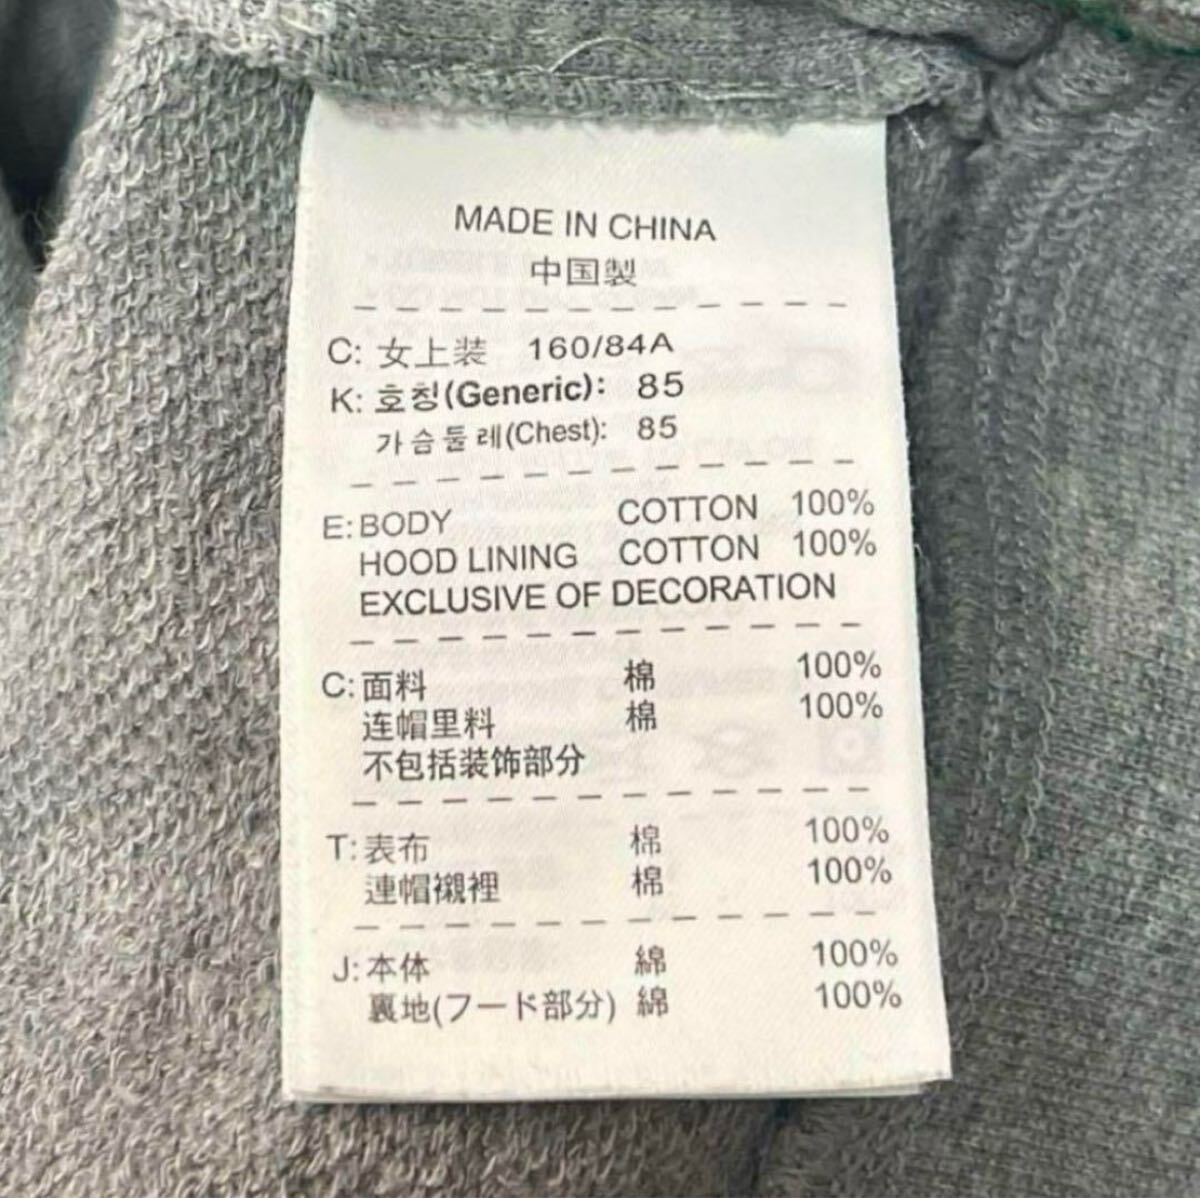 MADE IN CHINA
中国製
C: 女上装 160/84A
K: 호칭(Generic): 85
가슴둘레(Chest): 85
E: BODY COTTON 100%
HOOD LINING COTTON 100%
EXCLUSIVE OF DECORATION
C: 面料 棉 100%
连帽里料 棉 100%
不包括装饰部分
T: 表布 棉 100%
連帽襯裡 棉 100%
J: 本体 綿 100%
裏地(フード部分) 綿 100%